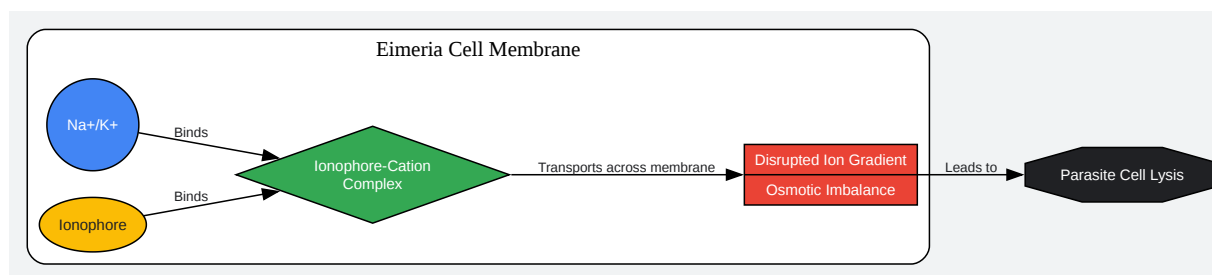 Eimeria Cell Membrane
Na+/K+
Binds
Ionophore-Cation
Complex
Transports across membrane
Disrupted Ion Gradient
Osmotic Imbalance
Leads to
Parasite Cell Lysis
Binds
Ionophore